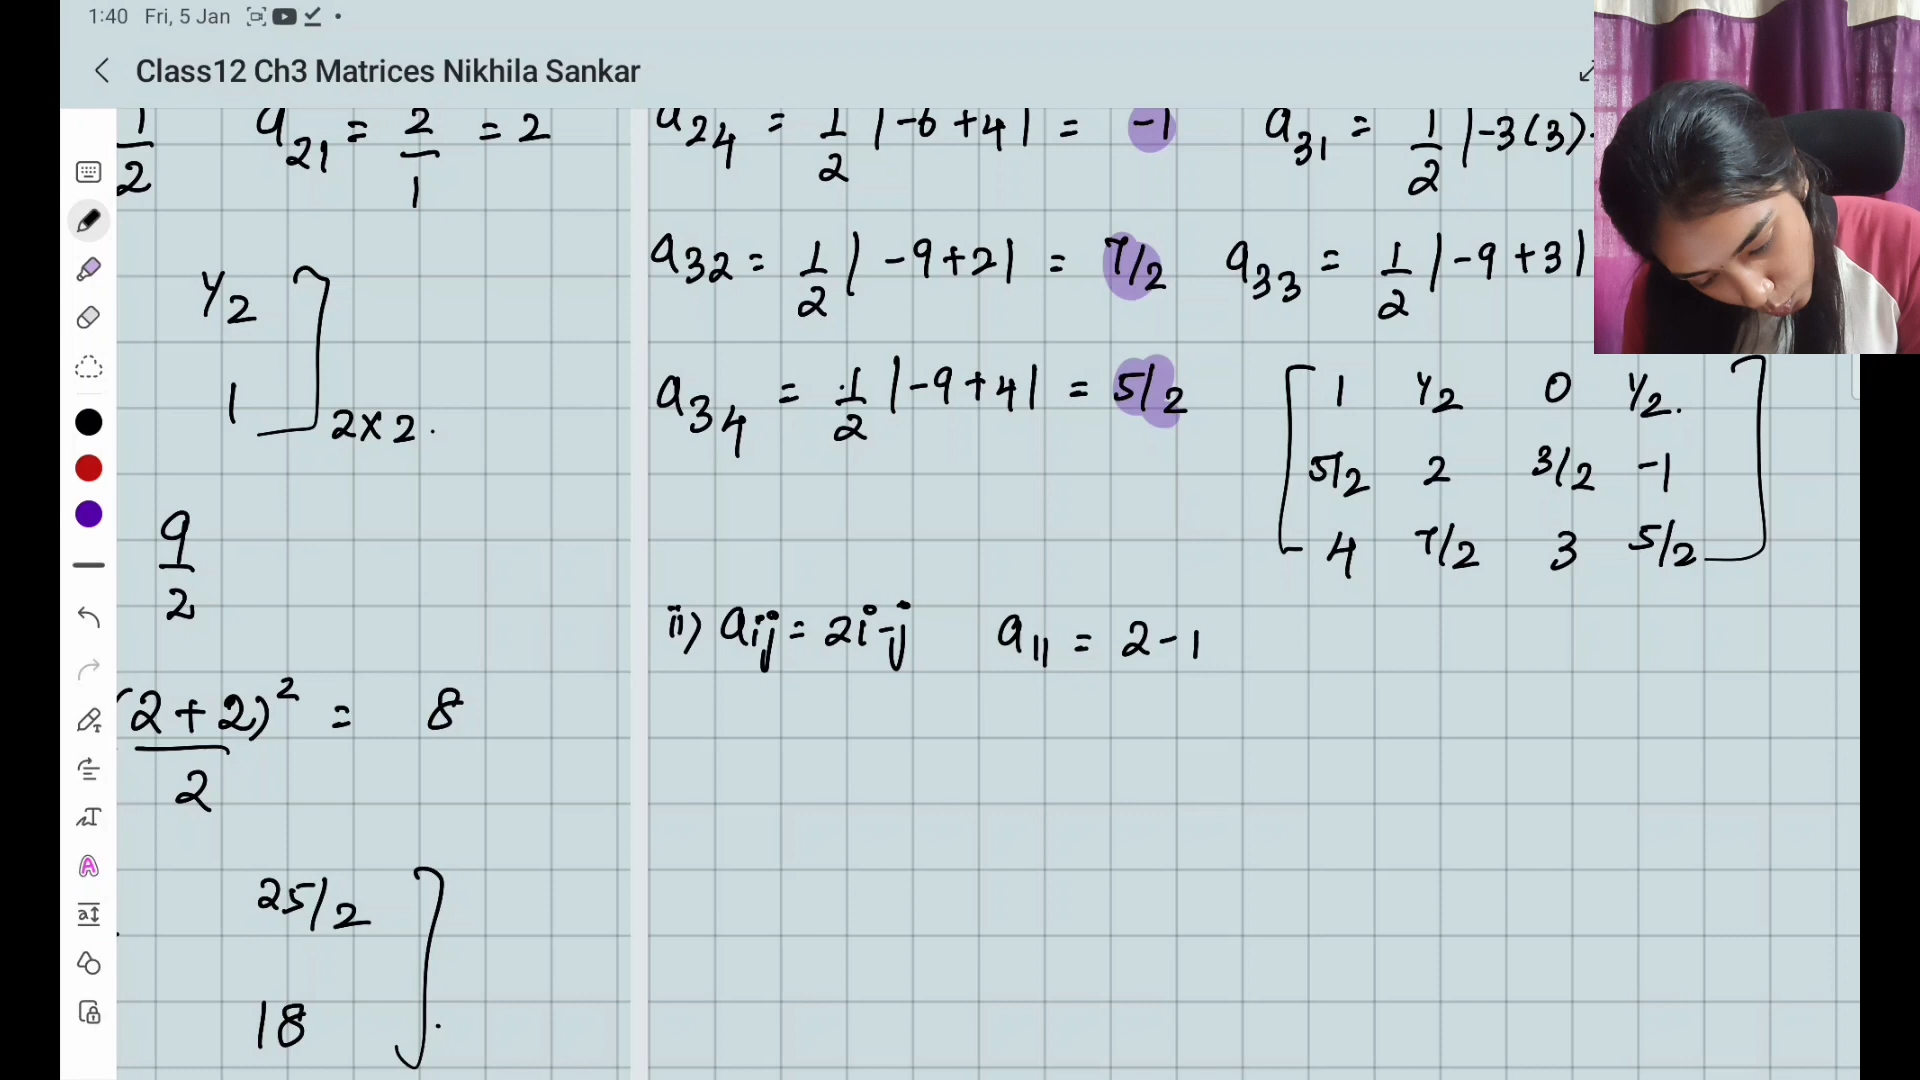 1:40 Fri, 5 Jan
Class12 Ch3 Matrices Nikhila Sankar
1/2 a21 = 2/1 = 2
1/2 ]
1 ] 2×2.
9/2
(2+2)²/2 = 8
25/2 ]
18 ]
a24 = 1/2 |-6+4| = -1 a31 = 1/2 |-3(3)
a32 = 1/2 |-9+2| = 7/2 a33 = 1/2 |-9+3|
a34 = 1/2 |-9+4| = 5/2
[ 1 1/2 0 1/2. ]
5/2 2 3/2 -1
4 7/2 3 5/2
ii) aij = 2i-j a11 = 2-1